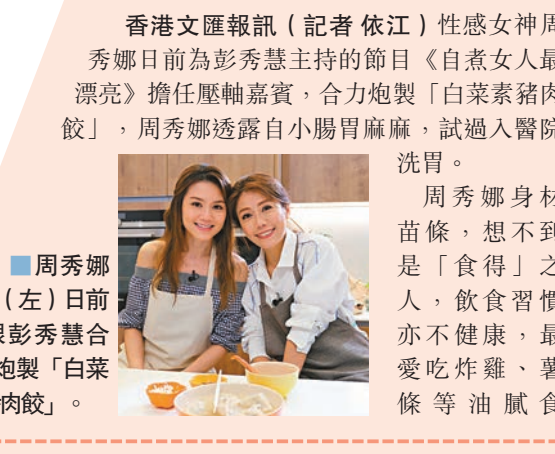 香港文匯報訊（記者 依江）性感女神周
秀娜日前為彭秀慧主持的節目《自煮女人最
漂亮》擔任壓軸嘉賓，合力炮製「白菜素豬肉
餃」，周秀娜透露自小腸胃麻麻，試過入醫院
洗胃。
周秀娜身材
苗條，想不到
是「食得」之
人，飲食習慣
亦不健康，最
愛吃炸雞、薯
條等油膩食
■周秀娜
（左）日前
跟彭秀慧合
炮製「白菜
肉餃」。